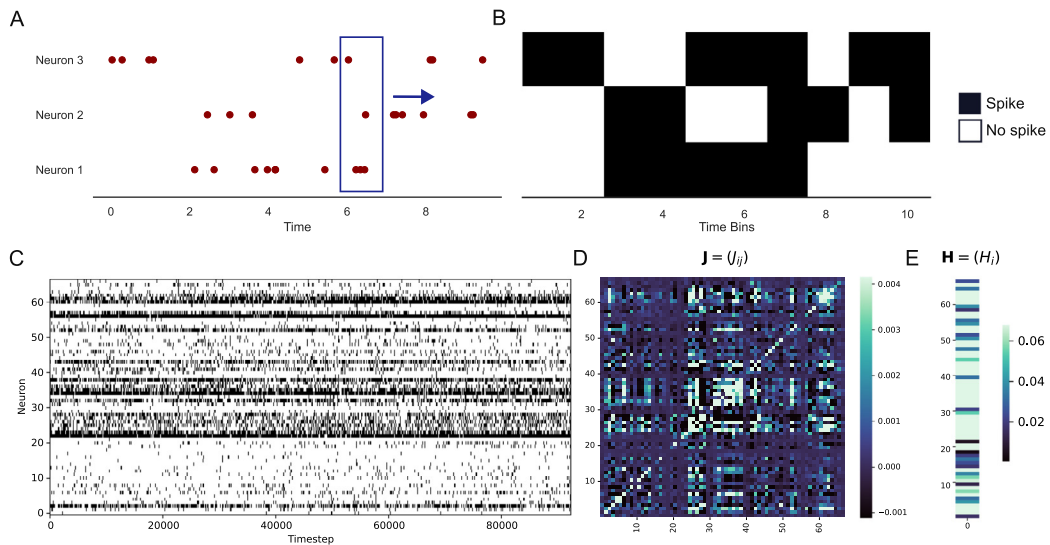 A
Neuron 3
Neuron 2
Neuron 1
0 2 4 6 8
Time
B
Spike
No spike
2 4 6 8 10
Time Bins
C
60
50
40
30
20
10
0
Neuron
0 20000 40000 60000 80000
Timestep
D
J = (Jij)
60
50
40
30
20
10
10 20 30 40 50 60
0.004
0.003
0.002
0.001
0.000
−0.001
E
H = (Hi)
60
50
40
30
20
10
0
0.06
0.04
0.02